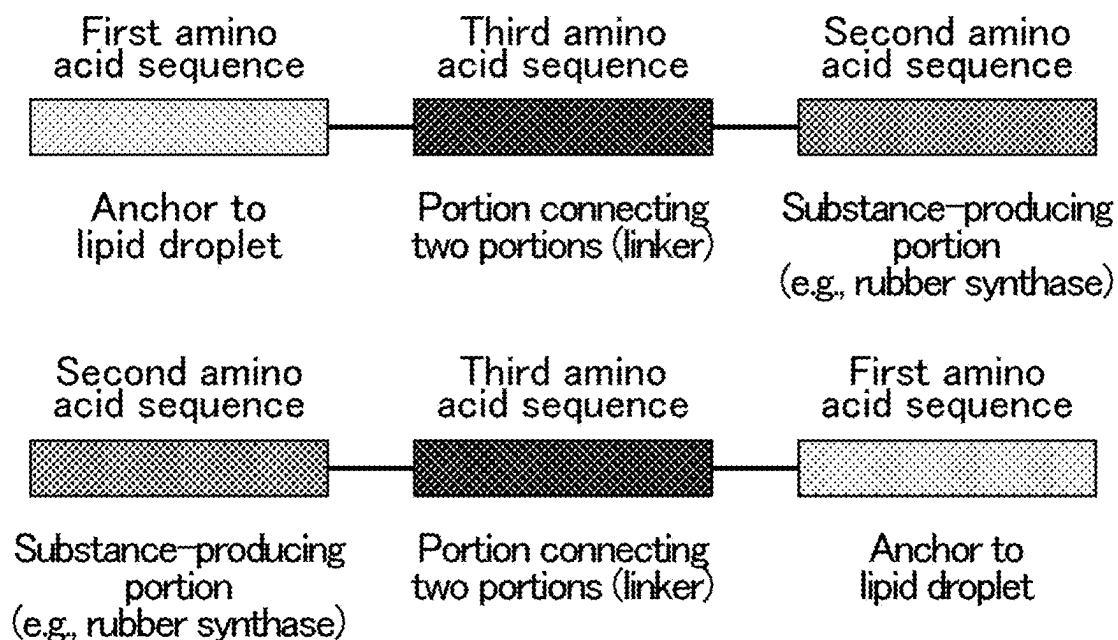 First amino
acid sequence
Third amino
acid sequence
Second amino
acid sequence
Anchor to
lipid droplet
Portion connecting
two portions (linker)
Substance-producing
portion
(e.g., rubber synthase)
Second amino
acid sequence
Third amino
acid sequence
First amino
acid sequence
Substance-producing
portion
(e.g., rubber synthase)
Portion connecting
two portions (linker)
Anchor to
lipid droplet